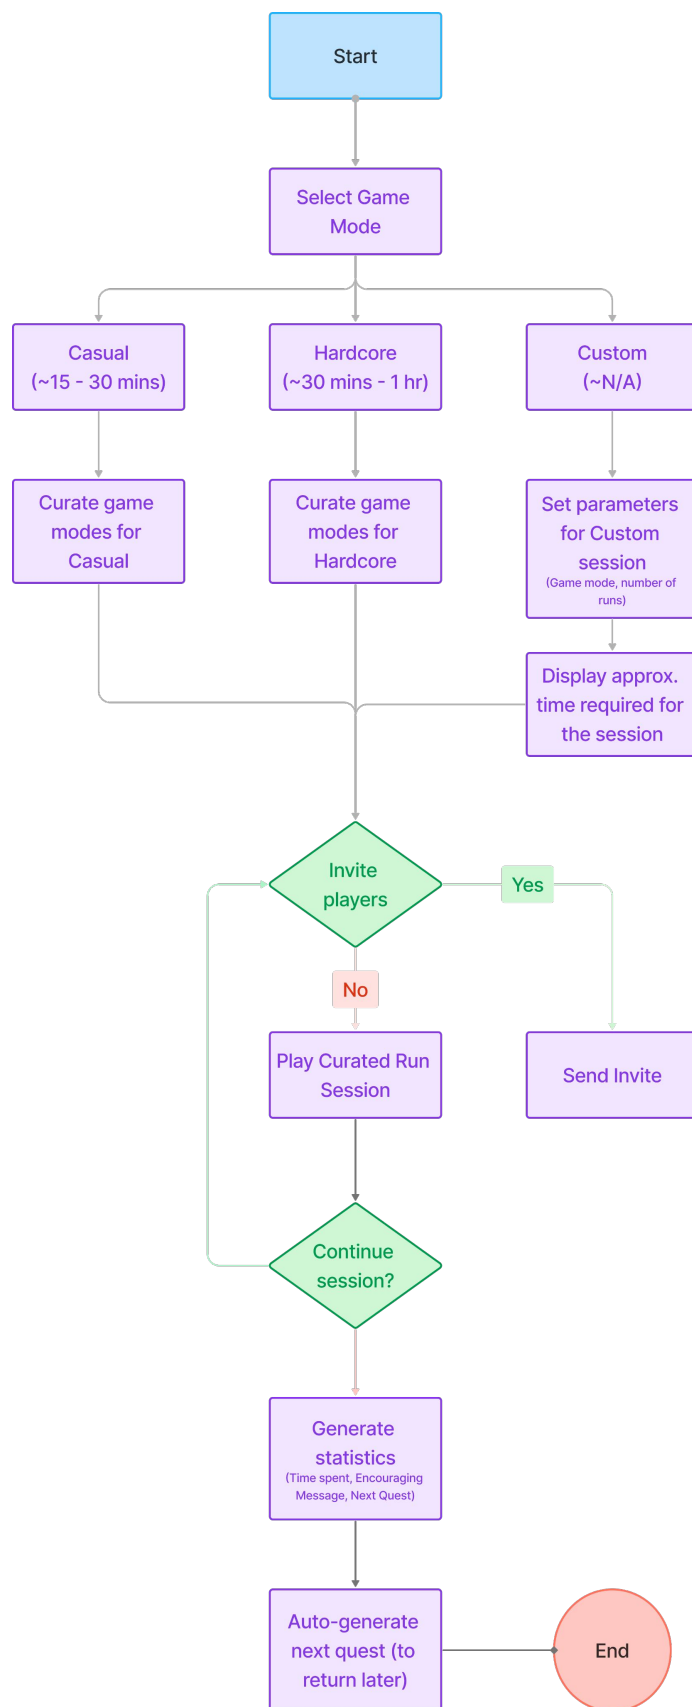 Start
Select Game
Mode
Casual
(~15 - 30 mins)
Hardcore
(~30 mins - 1 hr)
Custom
(~N/A)
Curate game
modes for
Casual
Curate game
modes for
Hardcore
Set parameters
for Custom
session
(Game mode, number of
runs)
Display approx.
time required for
the session
Invite
players
Yes
No
Play Curated Run
Session
Send Invite
Continue
session?
Generate
statistics
(Time spent, Encouraging
Message, Next Quest)
Auto-generate
next quest (to
return later)
End